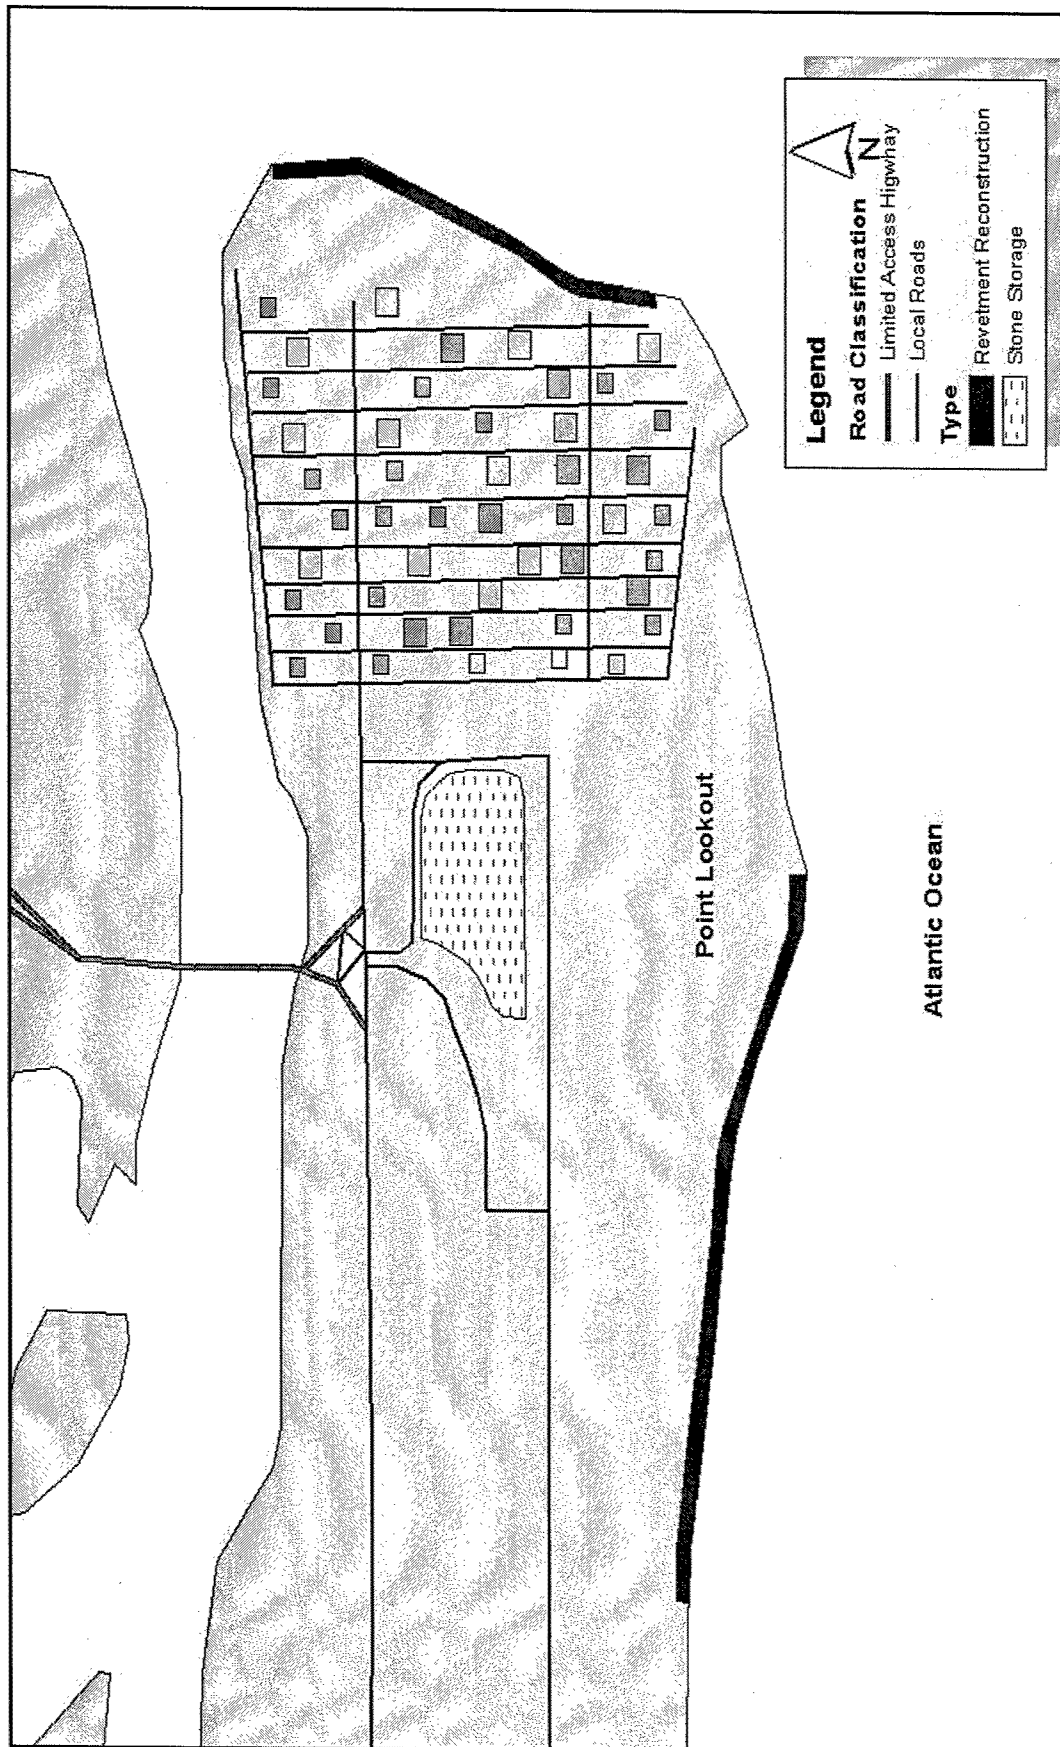 Point Lookout
Atlantic Ocean
Legend
N
Road Classification
Limited Access Higwhay
Local Roads
Type
Revetment Reconstruction
Stone Storage